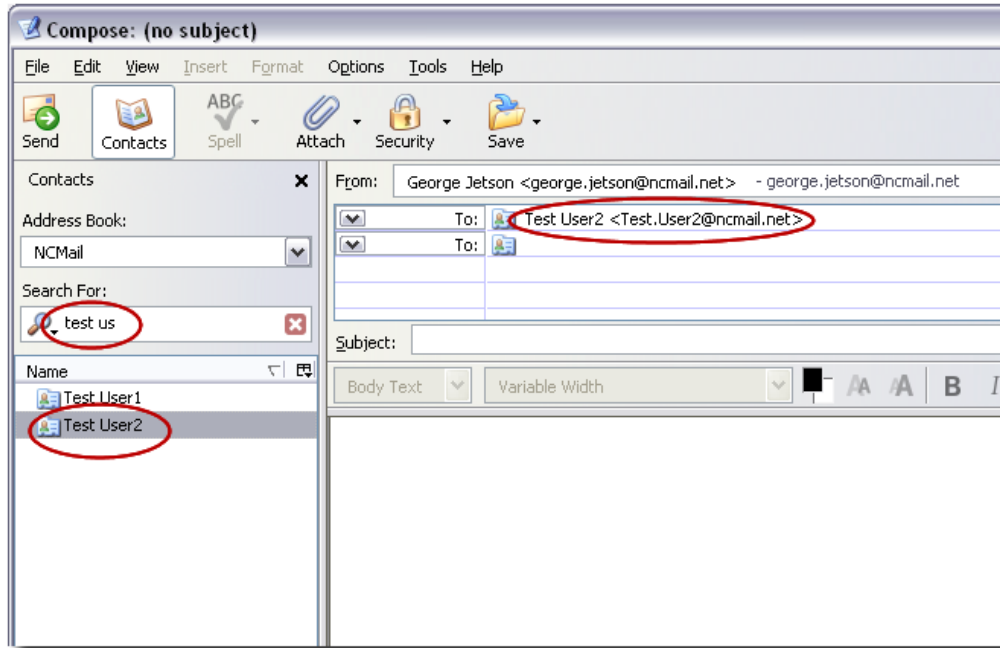 Compose: (no subject)
File Edit View Insert Format Options Tools Help
ABC
Send Contacts Spell Attach Security Save
Contacts
Address Book:
NCMail
Search For:
test us
Name
Test User1
Test User2
From: George Jetson <george.jetson@ncmail.net> - george.jetson@ncmail.net
To: Test User2 <Test.User2@ncmail.net>
To:
Subject:
Body Text Variable Width AA AA B I